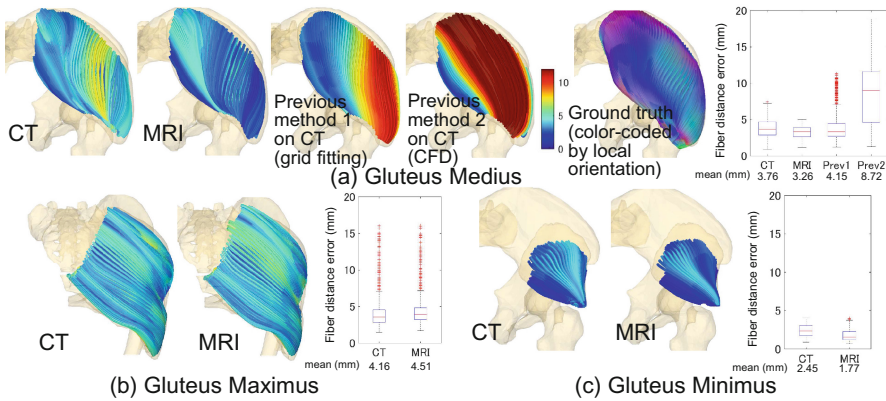 CT
MRI
Previous
method 1
on CT
(grid fitting)
Previous
method 2
on CT
(CFD)
10
5
0
Ground truth
(color-coded
by local
orientation)
Fiber distance error (mm)
20
15
10
5
0
CT MRI Prev1 Prev2
mean (mm) 3.76 3.26 4.15 8.72
(a) Gluteus Medius
CT
MRI
Fiber distance error (mm)
20
15
10
5
0
CT MRI
mean (mm) 4.16 4.51
(b) Gluteus Maximus
CT
MRI
Fiber distance error (mm)
20
15
10
5
0
CT MRI
mean (mm) 2.45 1.77
(c) Gluteus Minimus